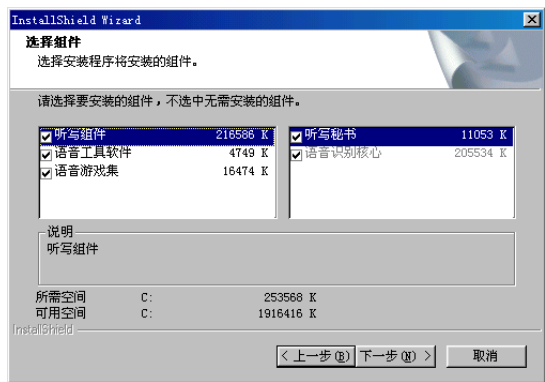 InstallShield Wizard
选择组件
选择安装程序将安装的组件。
请选择要安装的组件，不选中无需安装的组件。
听写组件 216586 K
语音工具软件 4749 K
语音游戏集 16474 K
听写秘书 11053 K
语音识别核心 205534 K
说明
听写组件
所需空间 C: 253568 K
可用空间 C: 1916416 K
InstallShield
< 上一步(B) 下一步(N) > 取消